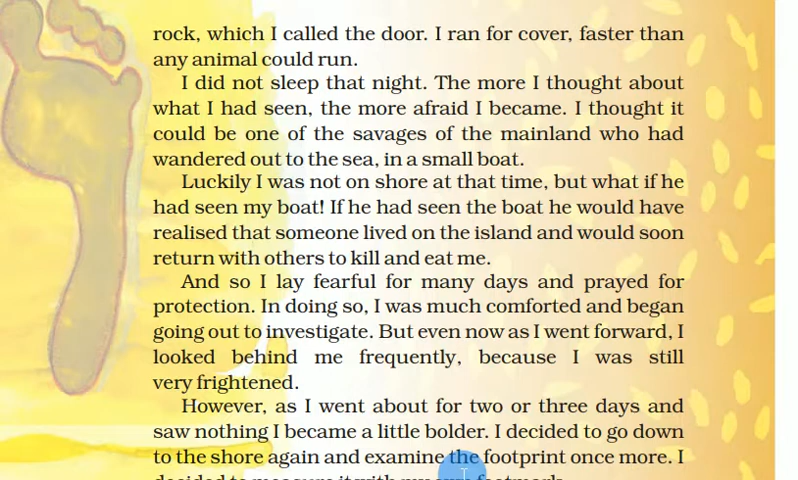 rock, which I called the door. I ran for cover, faster than
any animal could run.
I did not sleep that night. The more I thought about
what I had seen, the more afraid I became. I thought it
could be one of the savages of the mainland who had
wandered out to the sea, in a small boat.
Luckily I was not on shore at that time, but what if he
had seen my boat! If he had seen the boat he would have
realised that someone lived on the island and would soon
return with others to kill and eat me.
And so I lay fearful for many days and prayed for
protection. In doing so, I was much comforted and began
going out to investigate. But even now as I went forward, I
looked behind me frequently, because I was still
very frightened.
However, as I went about for two or three days and
saw nothing I became a little bolder. I decided to go down
to the shore again and examine the footprint once more. I
decided to measure it with my own footmark.